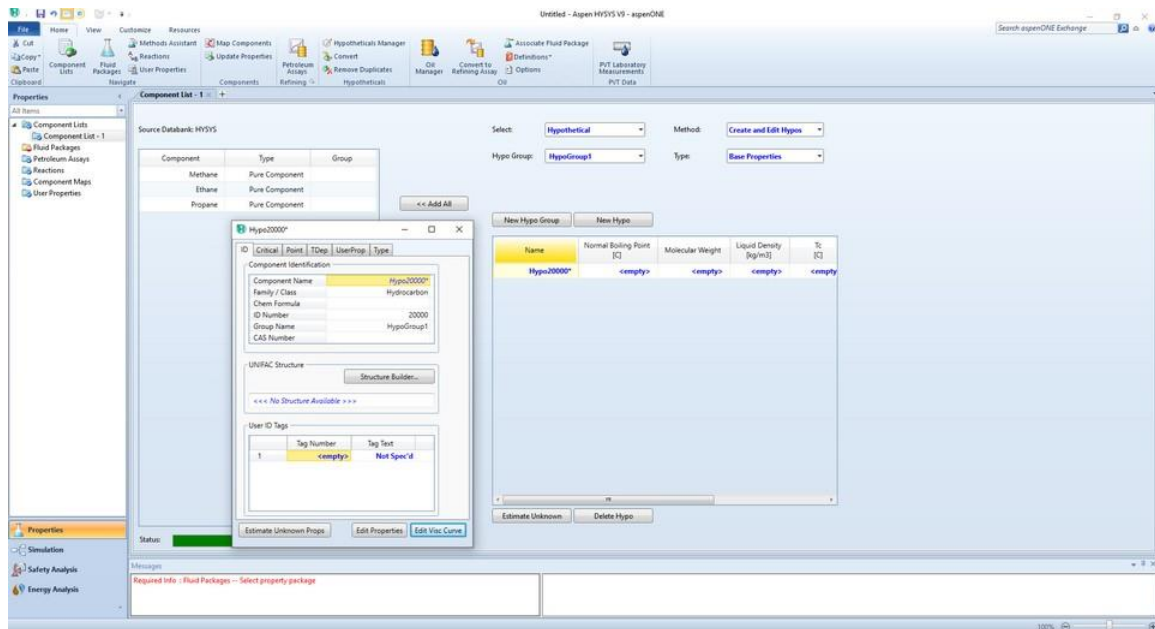 Untitled - Aspen HYSYS V9 - aspenONE
File Home View Customize Resources
Search aspenONE Exchange
Cut
Copy
Paste
Clipboard
Component Lists
Fluid Packages
Methods Assistant
Reactions
User Properties
Navigate
Map Components
Update Properties
Components
Petroleum Assays
Refining
Hypotheticals Manager
Convert
Remove Duplicates
Hypotheticals
Oil Manager
Convert to Refining Assay
Associate Fluid Package
Definitions
Options
Oil
PVT Laboratory Measurements
PVT Data
Properties
All Items
Component Lists
Component List - 1
Fluid Packages
Petroleum Assays
Reactions
Component Maps
User Properties
Properties
Simulation
Safety Analysis
Energy Analysis
Component List - 1 +
Source Databank: HYSYS
Component Type Group
Methane Pure Component
Ethane Pure Component
Propane Pure Component
<< Add All
Status:
Select: Hypothetical Method: Create and Edit Hypos
Hypo Group: HypoGroup1 Type: Base Properties
New Hypo Group New Hypo
Name Normal Boiling Point [C] Molecular Weight Liquid Density [kg/m3] Tc [C]
Hypo20000* <empty> <empty> <empty> <empty
Estimate Unknown Delete Hypo
Hypo20000*
ID Critical Point TDep UserProp Type
Component Identification
Component Name Hypo20000*
Family / Class Hydrocarbon
Chem Formula
ID Number 20000
Group Name HypoGroup1
CAS Number
UNIFAC Structure
Structure Builder...
<<< No Structure Available >>>
User ID Tags
Tag Number Tag Text
1 <empty> Not Spec'd
Estimate Unknown Props Edit Properties Edit Visc Curve
Messages
Required Info : Fluid Packages -- Select property package
100%